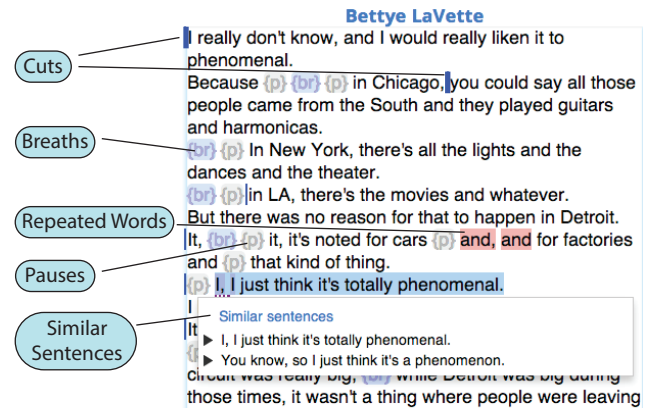 Bettye LaVette
Cuts
Breaths
Repeated Words
Pauses
Similar
Sentences
I really don't know, and I would really liken it to
phenomenal.
Because {p} {br} {p} in Chicago, you could say all those
people came from the South and they played guitars
and harmonicas.
{br} {p} In New York, there's all the lights and the
dances and the theater.
{br} {p} in LA, there's the movies and whatever.
But there was no reason for that to happen in Detroit.
It, {br} {p} it, it's noted for cars {p} and, and for factories
and {p} that kind of thing.
{p} I, I just think it's totally phenomenal.
I
It
Similar sentences
I, I just think it's totally phenomenal.
You know, so I just think it's a phenomenon.
circuit was really big, {br} while Detroit was big during
those times, it wasn't a thing where people were leaving